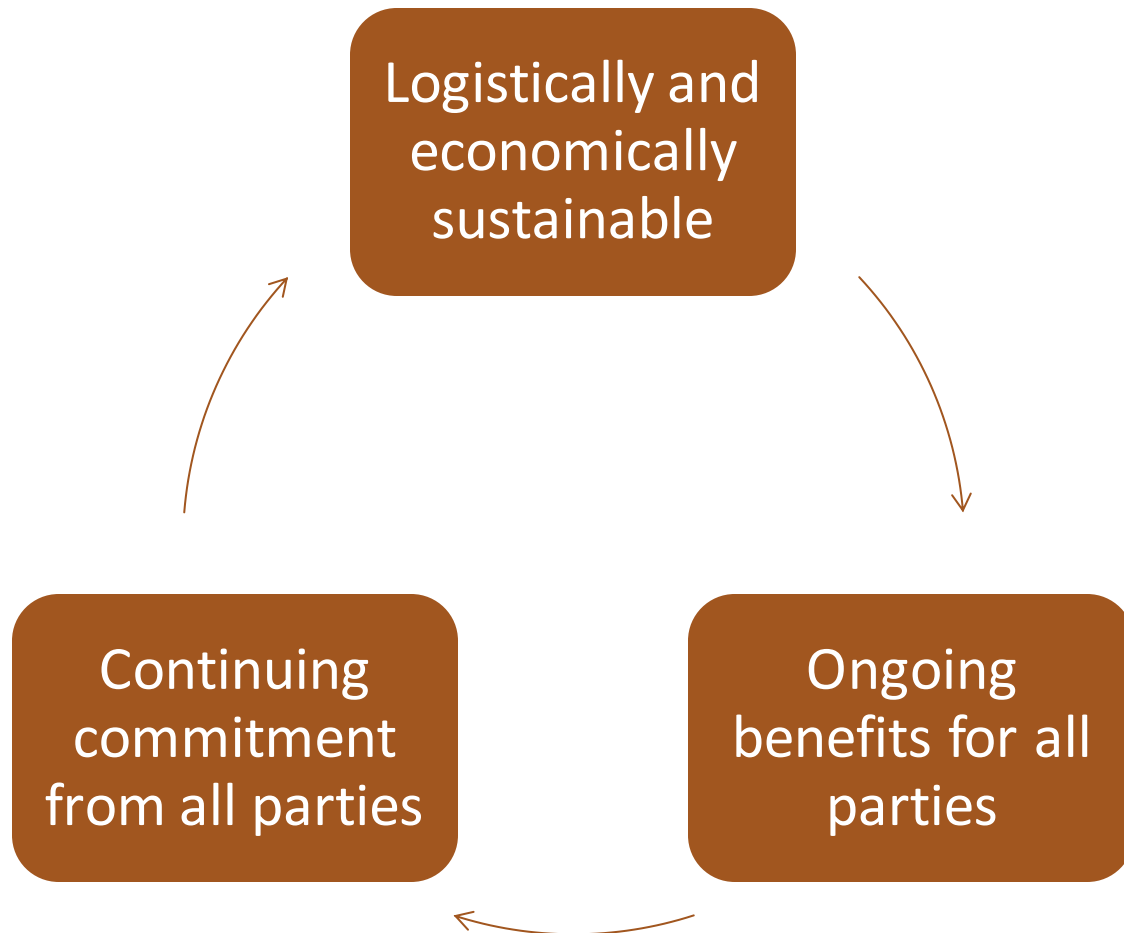 Logistically and
economically
sustainable
Continuing
commitment
from all parties
Ongoing
benefits for all
parties